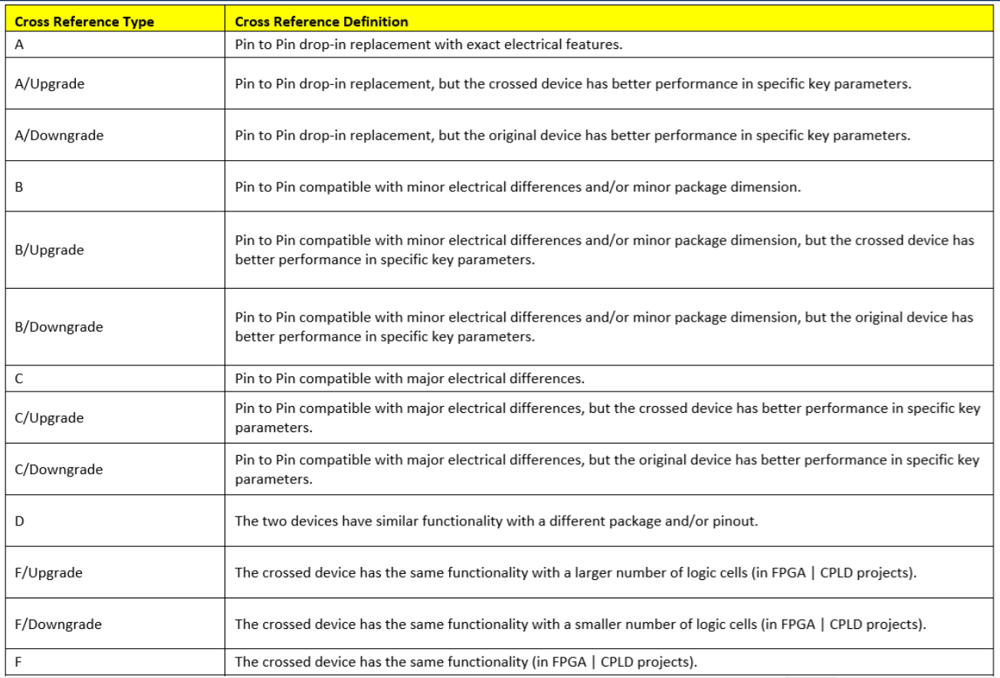 Cross Reference Type
Cross Reference Definition
A
Pin to Pin drop-in replacement with exact electrical features.
A/Upgrade
Pin to Pin drop-in replacement, but the crossed device has better performance in specific key parameters.
A/Downgrade
Pin to Pin drop-in replacement, but the original device has better performance in specific key parameters.
B
Pin to Pin compatible with minor electrical differences and/or minor package dimension.
B/Upgrade
Pin to Pin compatible with minor electrical differences and/or minor package dimension, but the crossed device has
better performance in specific key parameters.
B/Downgrade
Pin to Pin compatible with minor electrical differences and/or minor package dimension, but the original device has
better performance in specific key parameters.
C
Pin to Pin compatible with major electrical differences.
C/Upgrade
Pin to Pin compatible with major electrical differences, but the crossed device has better performance in specific key
parameters.
C/Downgrade
Pin to Pin compatible with major electrical differences, but the original device has better performance in specific key
parameters.
D
The two devices have similar functionality with a different package and/or pinout.
F/Upgrade
The crossed device has the same functionality with a larger number of logic cells (in FPGA | CPLD projects).
F/Downgrade
The crossed device has the same functionality with a smaller number of logic cells (in FPGA | CPLD projects).
F
The crossed device has the same functionality (in FPGA | CPLD projects).